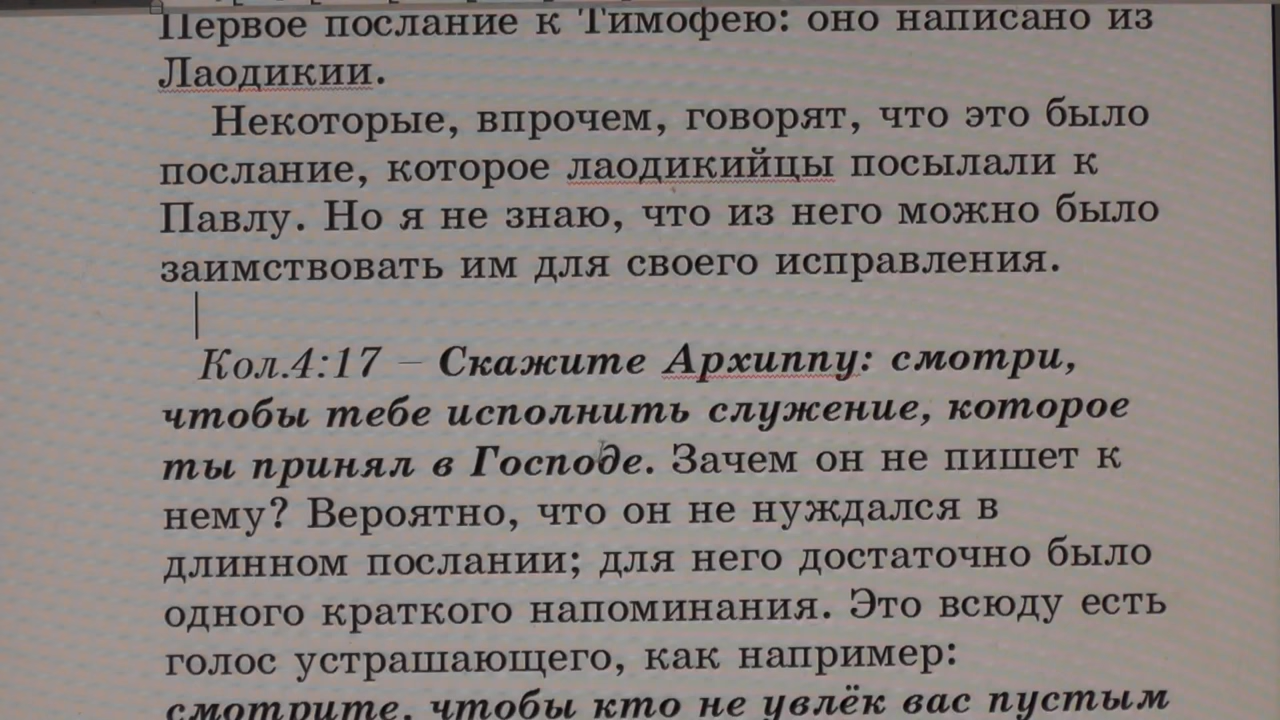 Первое послание к Тимофею: оно написано из
Лаодикии.
Некоторые, впрочем, говорят, что это было
послание, которое лаодикийцы посылали к
Павлу. Но я не знаю, что из него можно было
заимствовать им для своего исправления.
Кол.4:17 – Скажите Архиппу: смотри,
чтобы тебе исполнить служение, которое
ты принял в Господе. Зачем он не пишет к
нему? Вероятно, что он не нуждался в
длинном послании; для него достаточно было
одного краткого напоминания. Это всюду есть
голос устрашающего, как например:
смотрите, чтобы кто не увлёк вас пустым